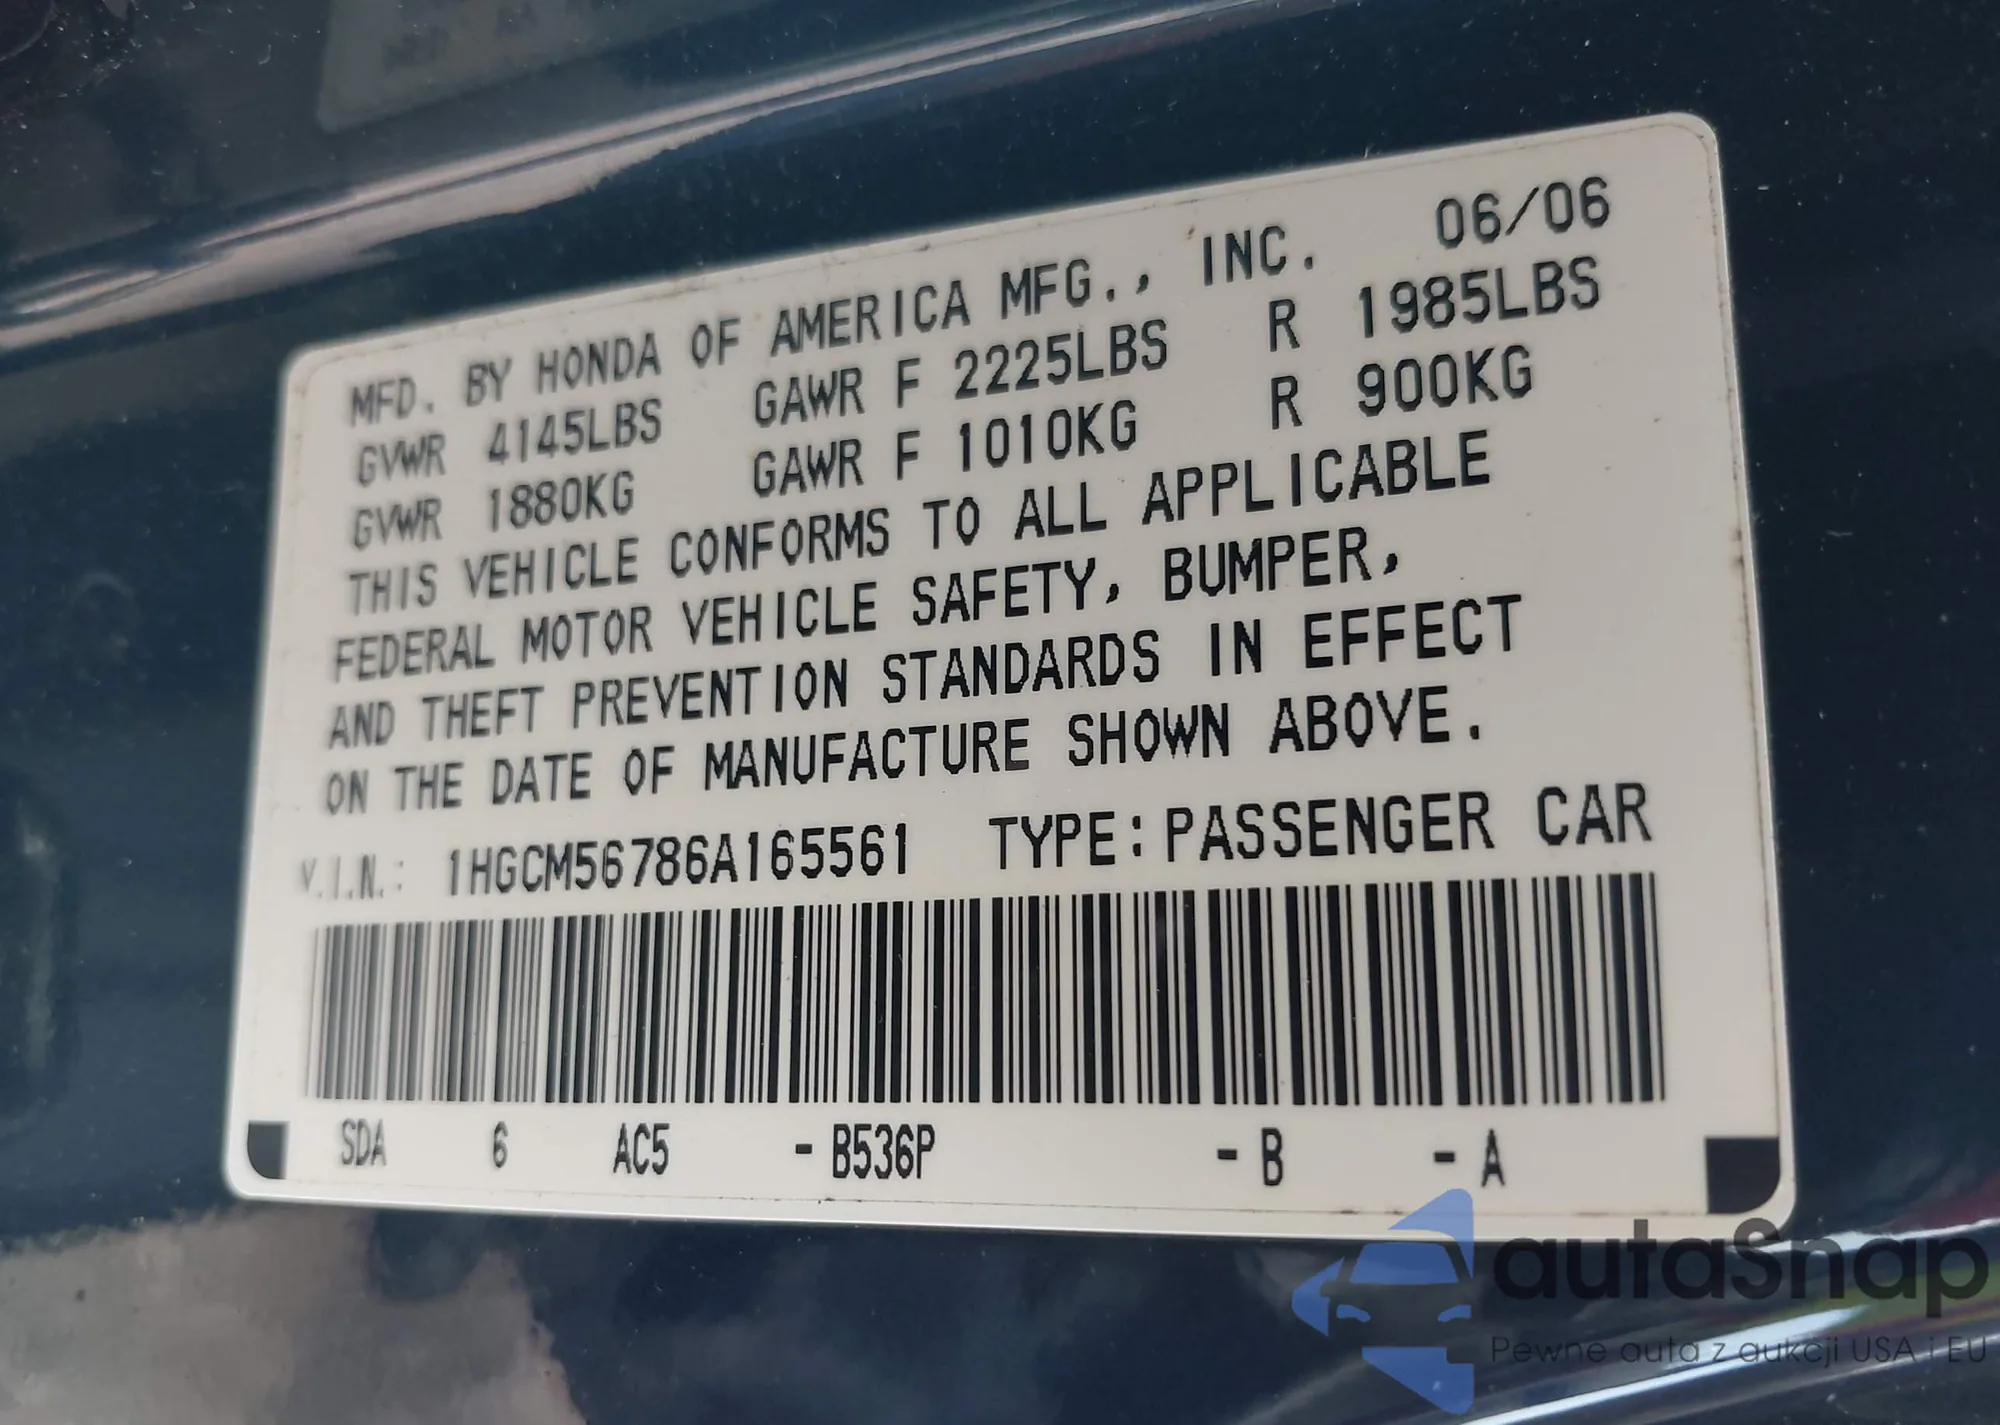 MFD. BY HONDA OF AMERICA MFG., INC. 06/06
GVWR 4145LBS GAWR F 2225LBS R 1985LBS
GVWR 1880KG GAWR F 1010KG R 900KG
THIS VEHICLE CONFORMS TO ALL APPLICABLE
FEDERAL MOTOR VEHICLE SAFETY, BUMPER,
AND THEFT PREVENTION STANDARDS IN EFFECT
ON THE DATE OF MANUFACTURE SHOWN ABOVE.
V.I.N.: 1HGCM56786A165561 TYPE: PASSENGER CAR
SDA 6 AC5 - B536P - B - A
autaSnap
Pewne auta z aukcji USA i EU